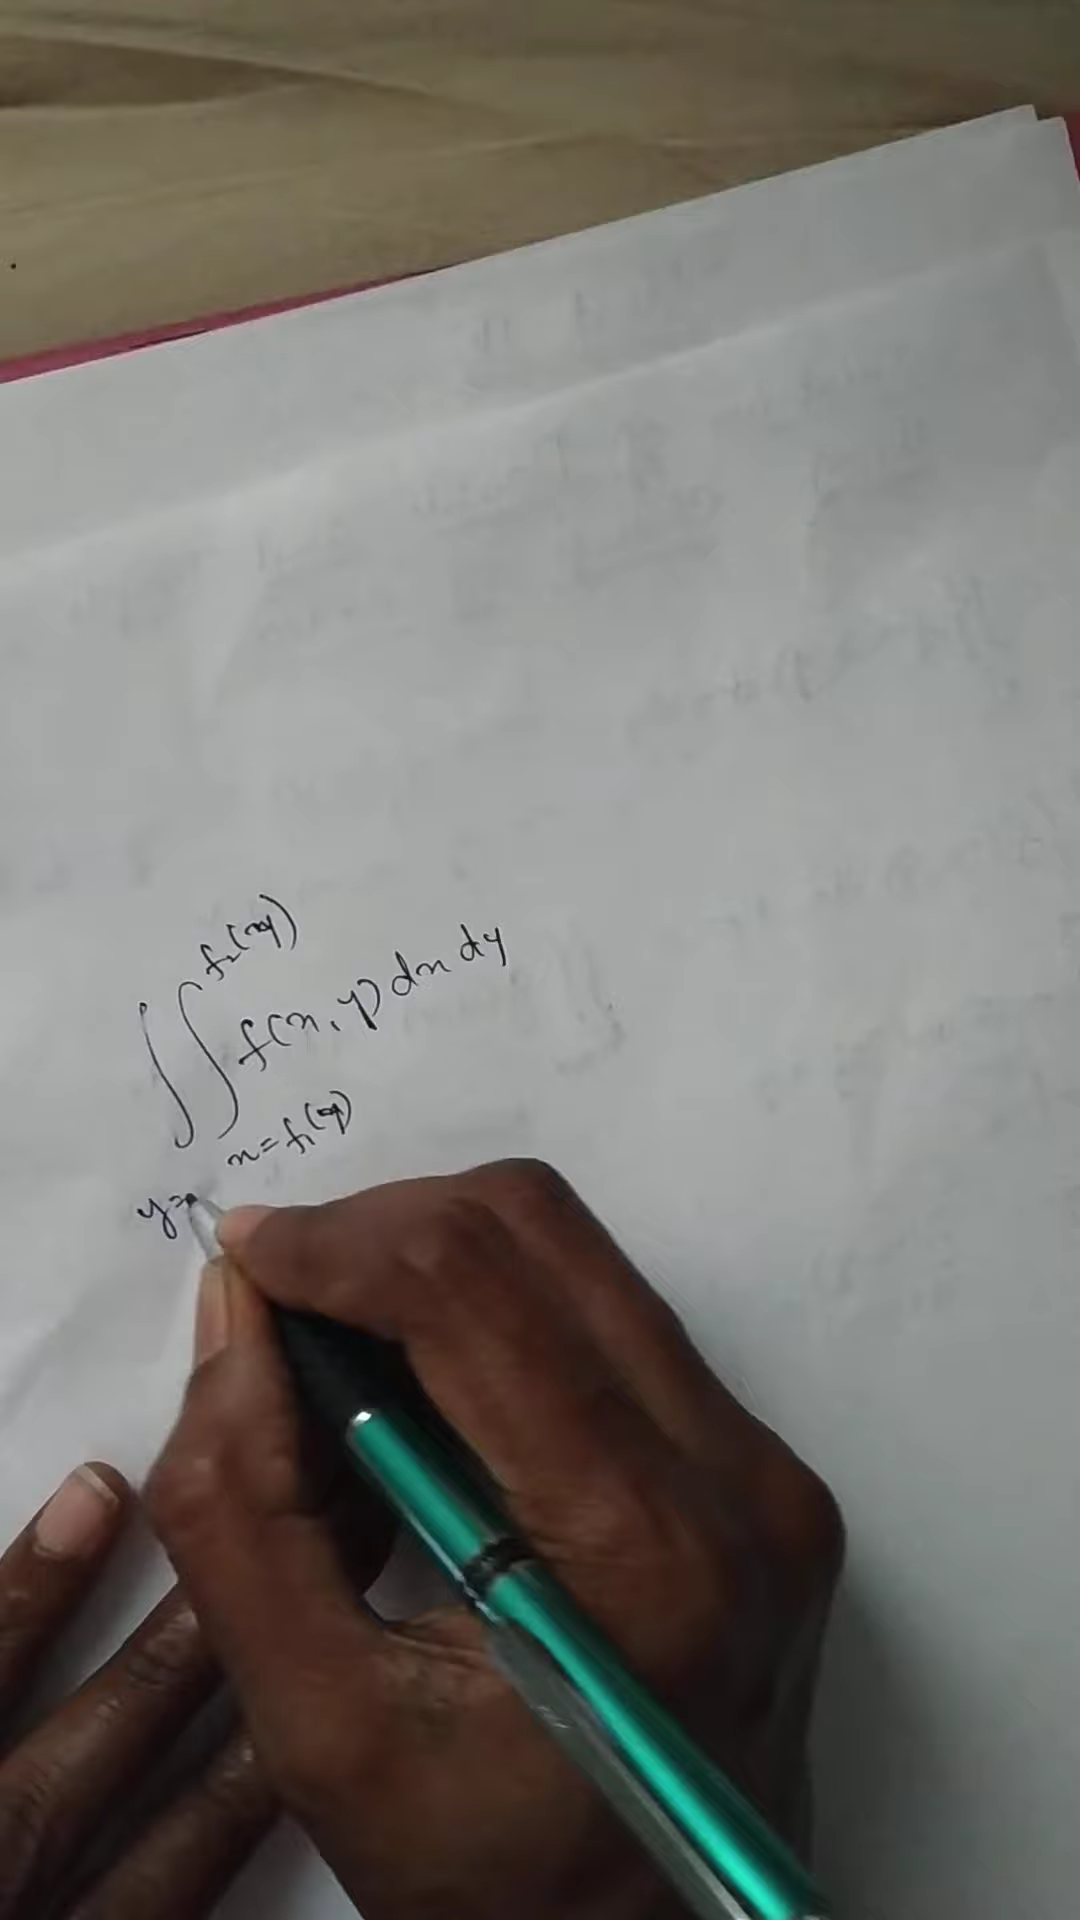 ∫∫ f(x, y) dx dy
f₂(y)
x = f₁(y)
y =